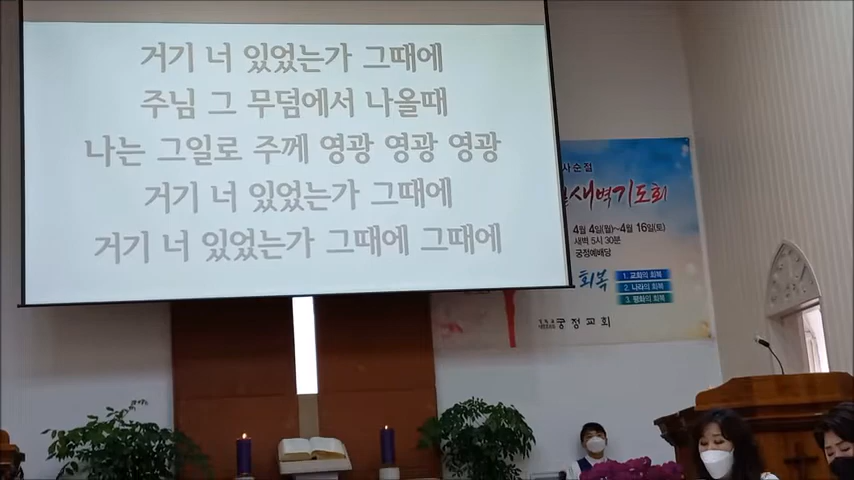 거기 너 있었는가 그때에
주님 그 무덤에서 나올때
나는 그일로 주께 영광 영광 영광
거기 너 있었는가 그때에
거기 너 있었는가 그때에 그때에
사순절
새벽기도회
4월 4일(월)~4월 16일(토)
새벽 5시 30분
궁정예배당
회복
1. 교회의 회복
2. 나라의 회복
3. 평화의 회복
궁정교회